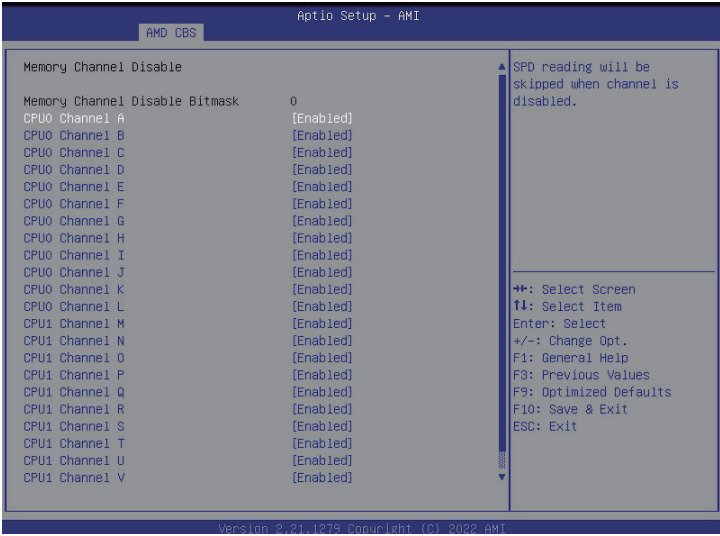 Aptio Setup - AMI
AMD CBS
Memory Channel Disable
Memory Channel Disable Bitmask 0
CPU0 Channel A [Enabled]
CPU0 Channel B [Enabled]
CPU0 Channel C [Enabled]
CPU0 Channel D [Enabled]
CPU0 Channel E [Enabled]
CPU0 Channel F [Enabled]
CPU0 Channel G [Enabled]
CPU0 Channel H [Enabled]
CPU0 Channel I [Enabled]
CPU0 Channel J [Enabled]
CPU0 Channel K [Enabled]
CPU0 Channel L [Enabled]
CPU1 Channel M [Enabled]
CPU1 Channel N [Enabled]
CPU1 Channel O [Enabled]
CPU1 Channel P [Enabled]
CPU1 Channel Q [Enabled]
CPU1 Channel R [Enabled]
CPU1 Channel S [Enabled]
CPU1 Channel T [Enabled]
CPU1 Channel U [Enabled]
CPU1 Channel V [Enabled]
SPD reading will be
skipped when channel is
disabled.
→←: Select Screen
↑↓: Select Item
Enter: Select
+/-: Change Opt.
F1: General Help
F3: Previous Values
F9: Optimized Defaults
F10: Save & Exit
ESC: Exit
Version 2.21.1279 Copyright (C) 2022 AMI